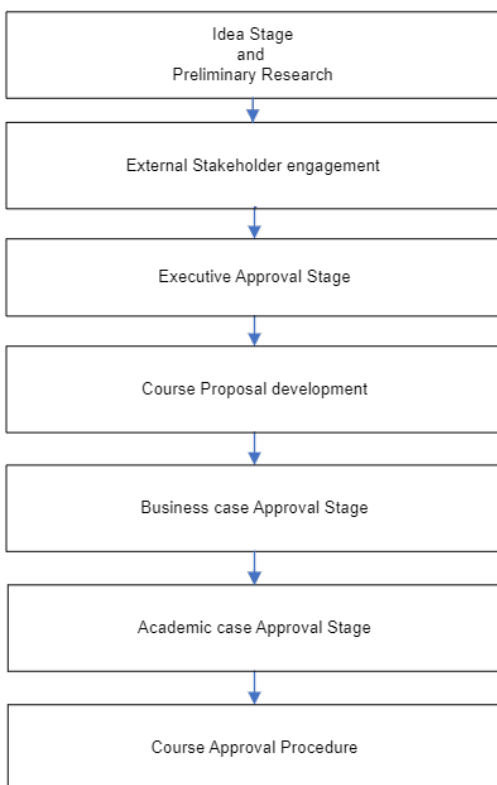 Idea Stage
and
Preliminary Research
External Stakeholder engagement
Executive Approval Stage
Course Proposal development
Business case Approval Stage
Academic case Approval Stage
Course Approval Procedure